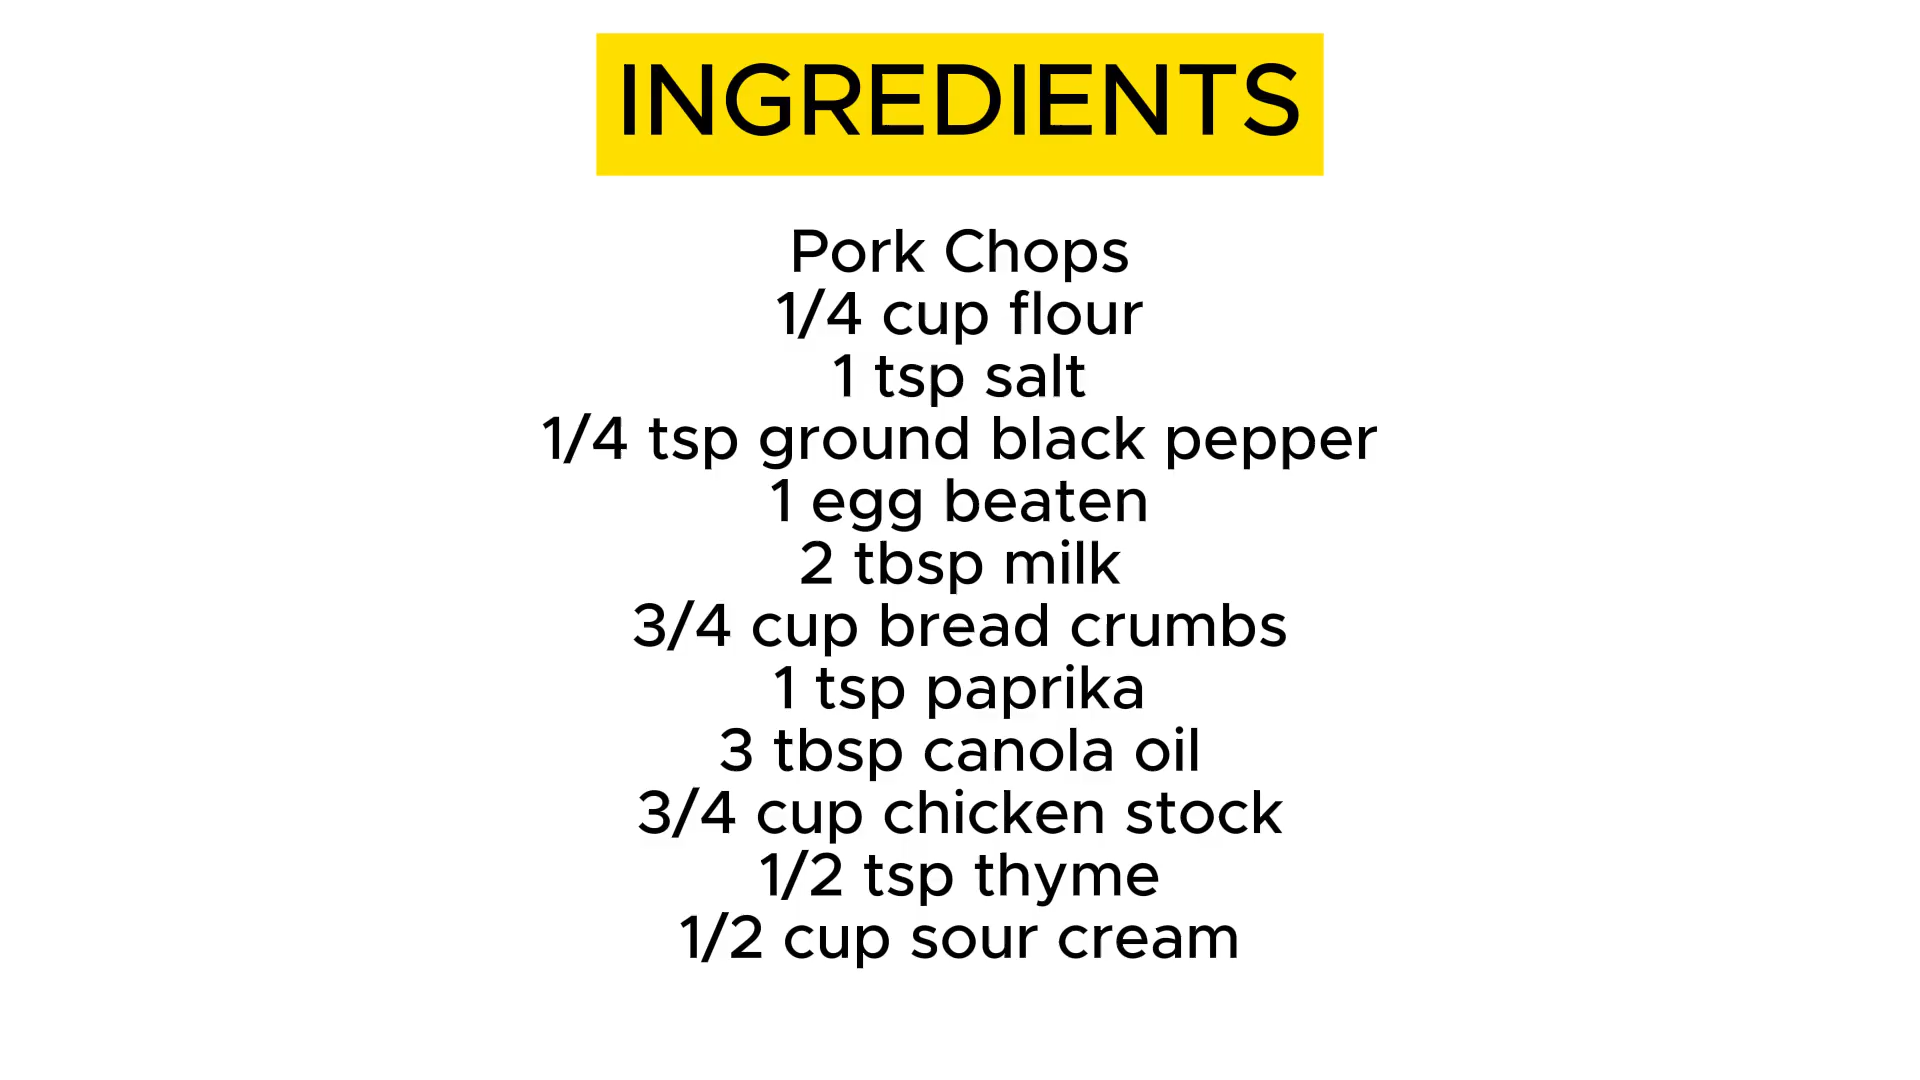 INGREDIENTS
Pork Chops
1/4 cup flour
1 tsp salt
1/4 tsp ground black pepper
1 egg beaten
2 tbsp milk
3/4 cup bread crumbs
1 tsp paprika
3 tbsp canola oil
3/4 cup chicken stock
1/2 tsp thyme
1/2 cup sour cream